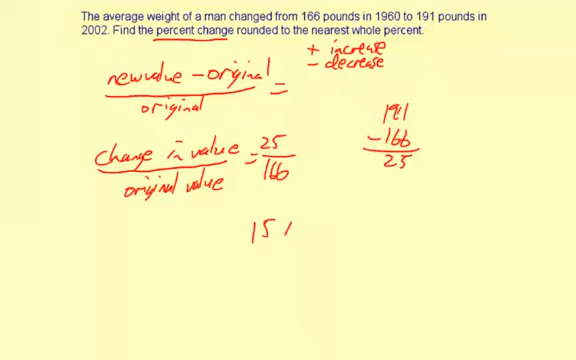 The average weight of a man changed from 166 pounds in 1960 to 191 pounds in
2002. Find the percent change rounded to the nearest whole percent.
+ increase
- decrease
new value - original =
original
191
-166
25
change in value = 25
original value 166
15